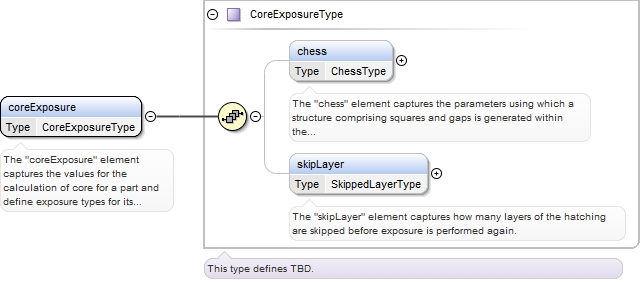 CoreExposureType
chess
Type ChessType
The "chess" element captures the parameters using which a
structure comprising squares and gaps is generated within
the...
coreExposure
Type CoreExposureType
The "coreExposure" element
captures the values for the
calculation of core for a part and
define exposure types for its...
skipLayer
Type SkippedLayerType
The "skipLayer" element captures how many layers of the hatching
are skipped before exposure is performed again.
This type defines TBD.